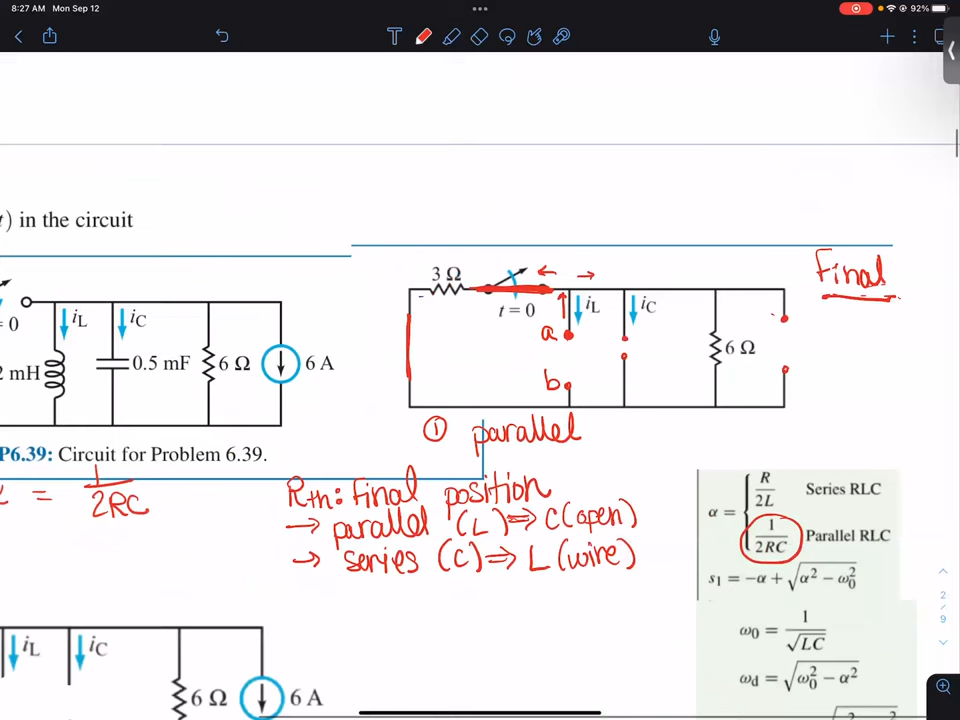 8:27 AM Mon Sep 12
92%
t) in the circuit
Final
3 Ω
t = 0
iL
iC
a
b
6 Ω
= 0
iL
iC
2 mH
0.5 mF
6 Ω
6 A
① parallel
P6.39: Circuit for Problem 6.39.
= 1/2RC
Rth: Final position
→ parallel (L) ⇒ C(open)
→ series (C) ⇒ L (wire)
α = { R/2L Series RLC
1/2RC Parallel RLC
s1 = −α + √(α² − ω0²)
ω0 = 1/√LC
ωd = √(ω0² − α²)
iL
iC
6 Ω
6 A
2
/
9